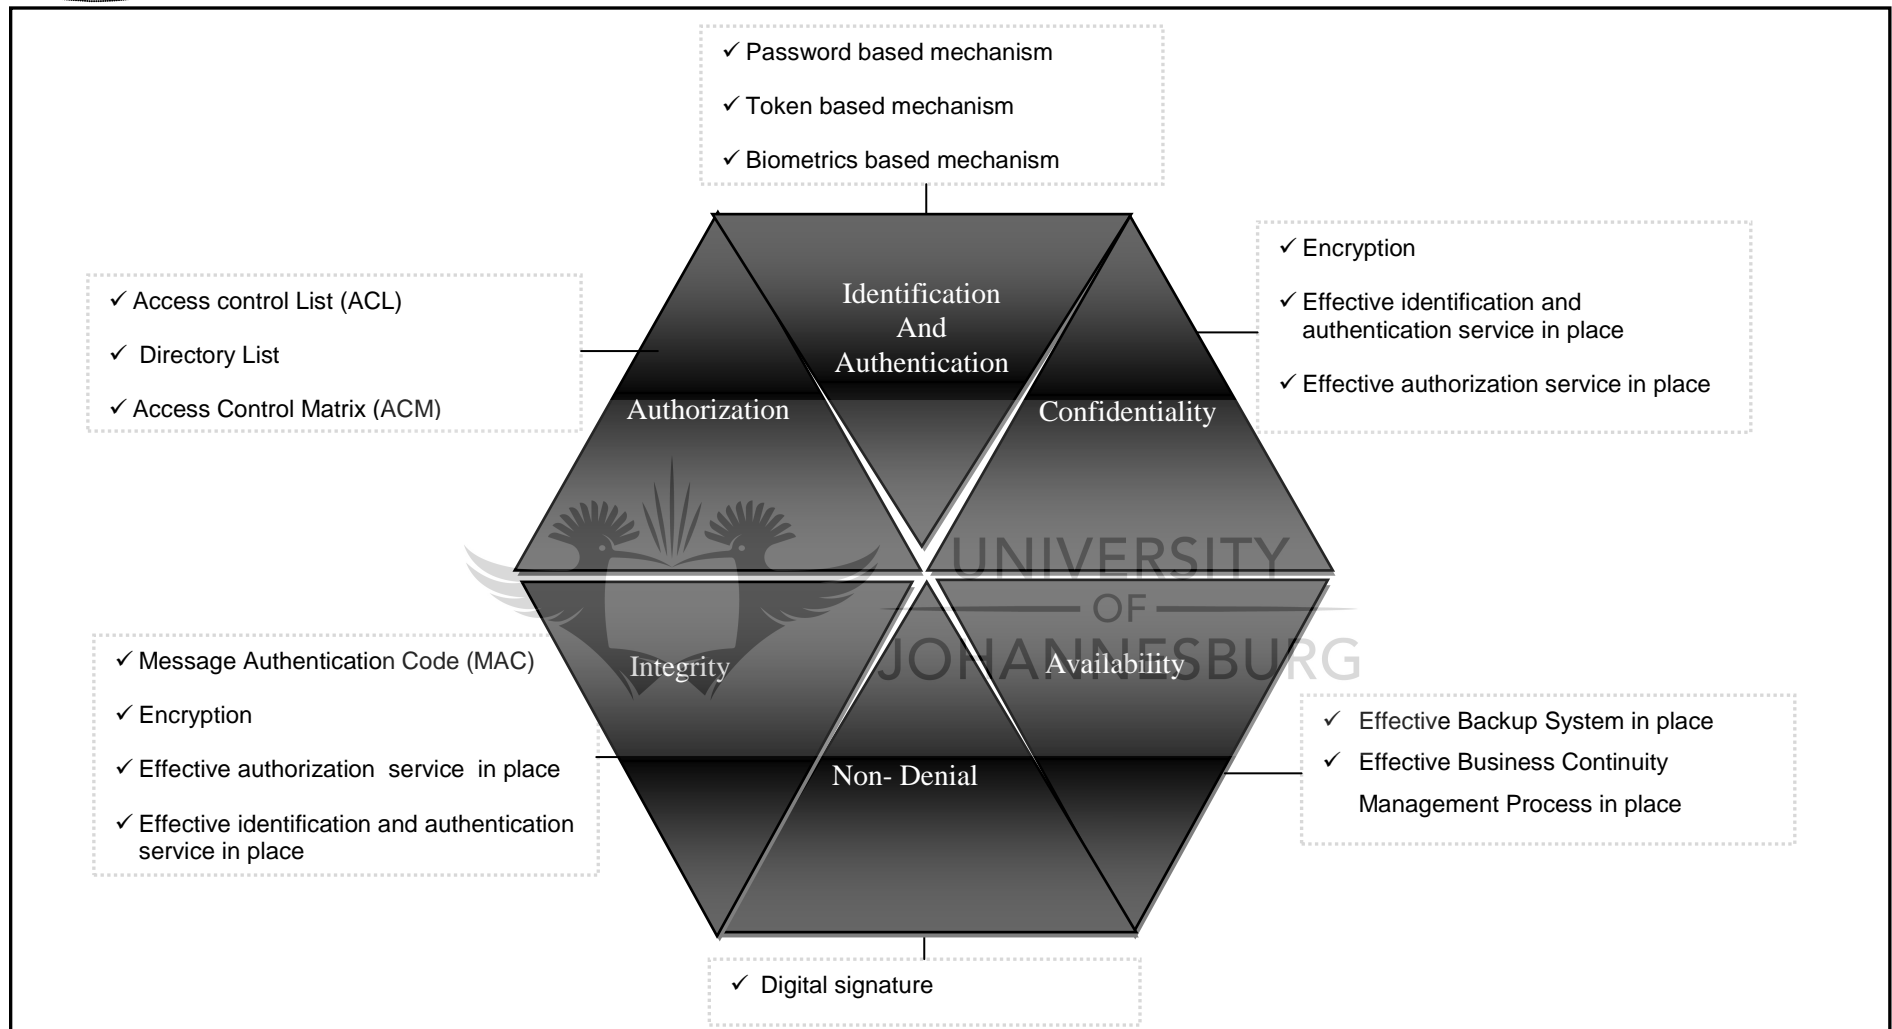 ✓ Password based mechanism
✓ Token based mechanism
✓ Biometrics based mechanism
Identification
And
Authentication
✓ Encryption
✓ Effective identification and
authentication service in place
✓ Effective authorization service in place
✓ Access control List (ACL)
✓ Directory List
✓ Access Control Matrix (ACM)
Authorization
Confidentiality
UNIVERSITY
OF
JOHANNESBURG
Integrity
Availability
✓ Message Authentication Code (MAC)
✓ Encryption
✓ Effective authorization service in place
✓ Effective identification and authentication
service in place
✓ Effective Backup System in place
✓ Effective Business Continuity
Management Process in place
Non- Denial
✓ Digital signature